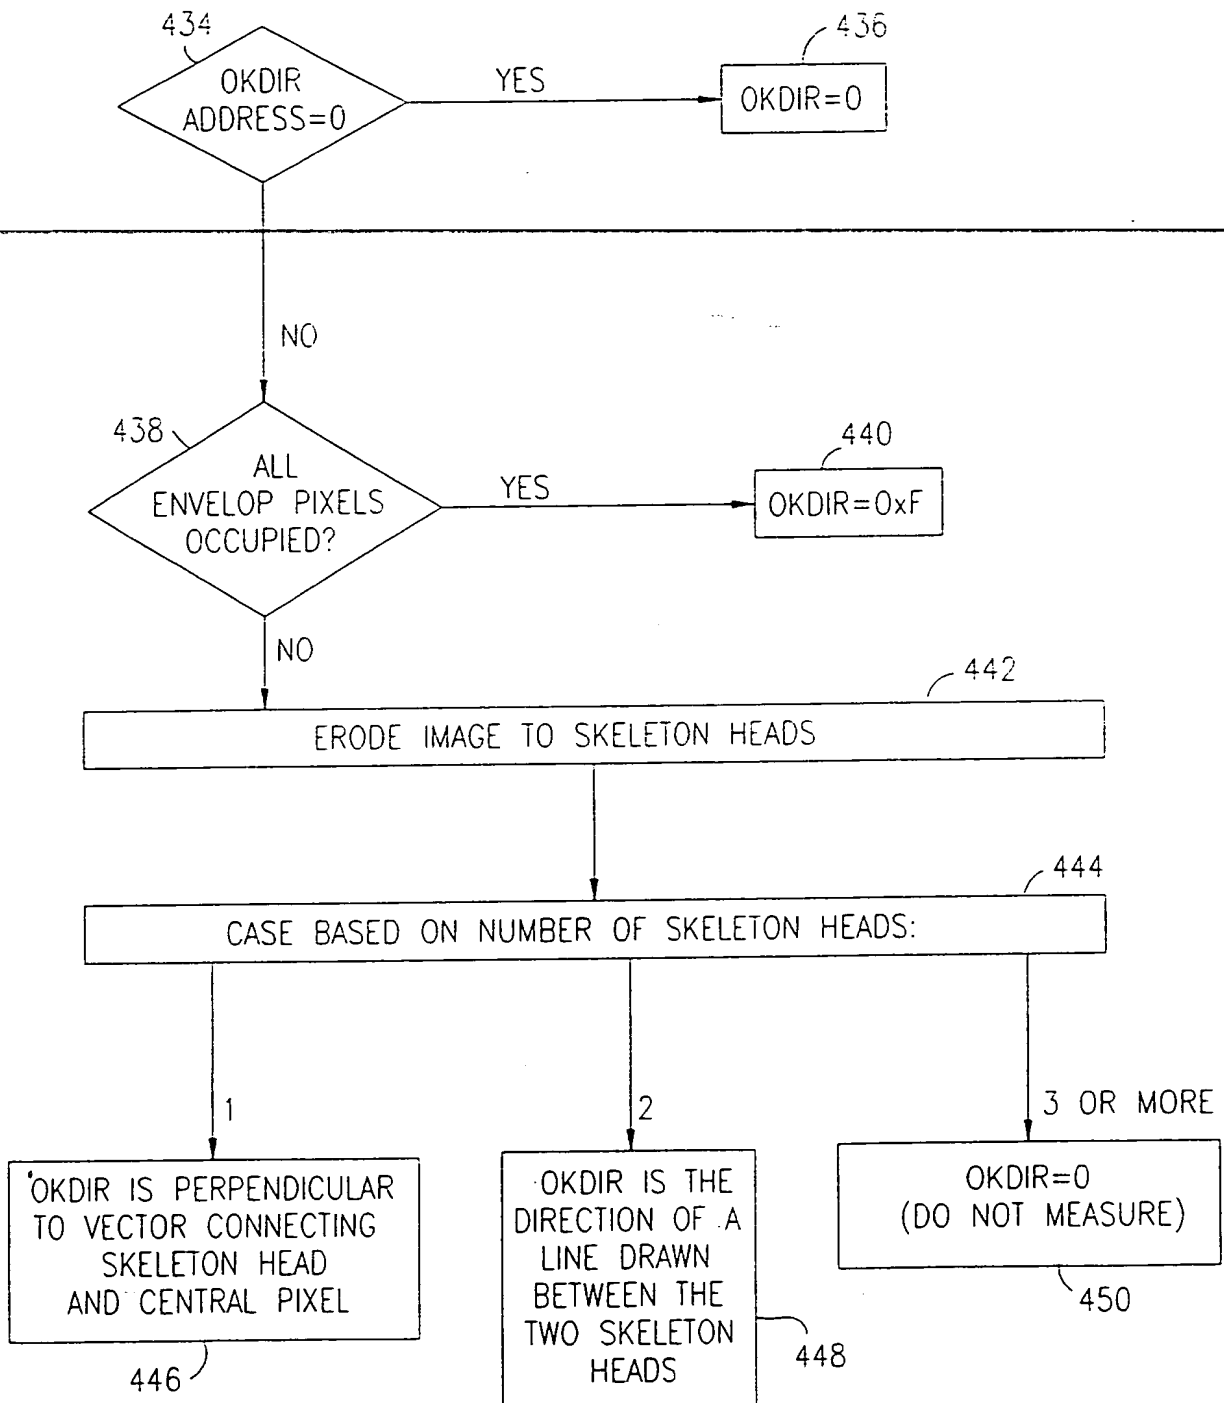 434
OKDIR
ADDRESS=0
YES
436
OKDIR=0
NO
438
ALL
ENVELOP PIXELS
OCCUPIED?
YES
440
OKDIR=0xF
NO
442
ERODE IMAGE TO SKELETON HEADS
444
CASE BASED ON NUMBER OF SKELETON HEADS:
1
2
3 OR MORE
OKDIR IS PERPENDICULAR
TO VECTOR CONNECTING
SKELETON HEAD
AND CENTRAL PIXEL
446
OKDIR IS THE
DIRECTION OF A
LINE DRAWN
BETWEEN THE
TWO SKELETON
HEADS
448
OKDIR=0
(DO NOT MEASURE)
450